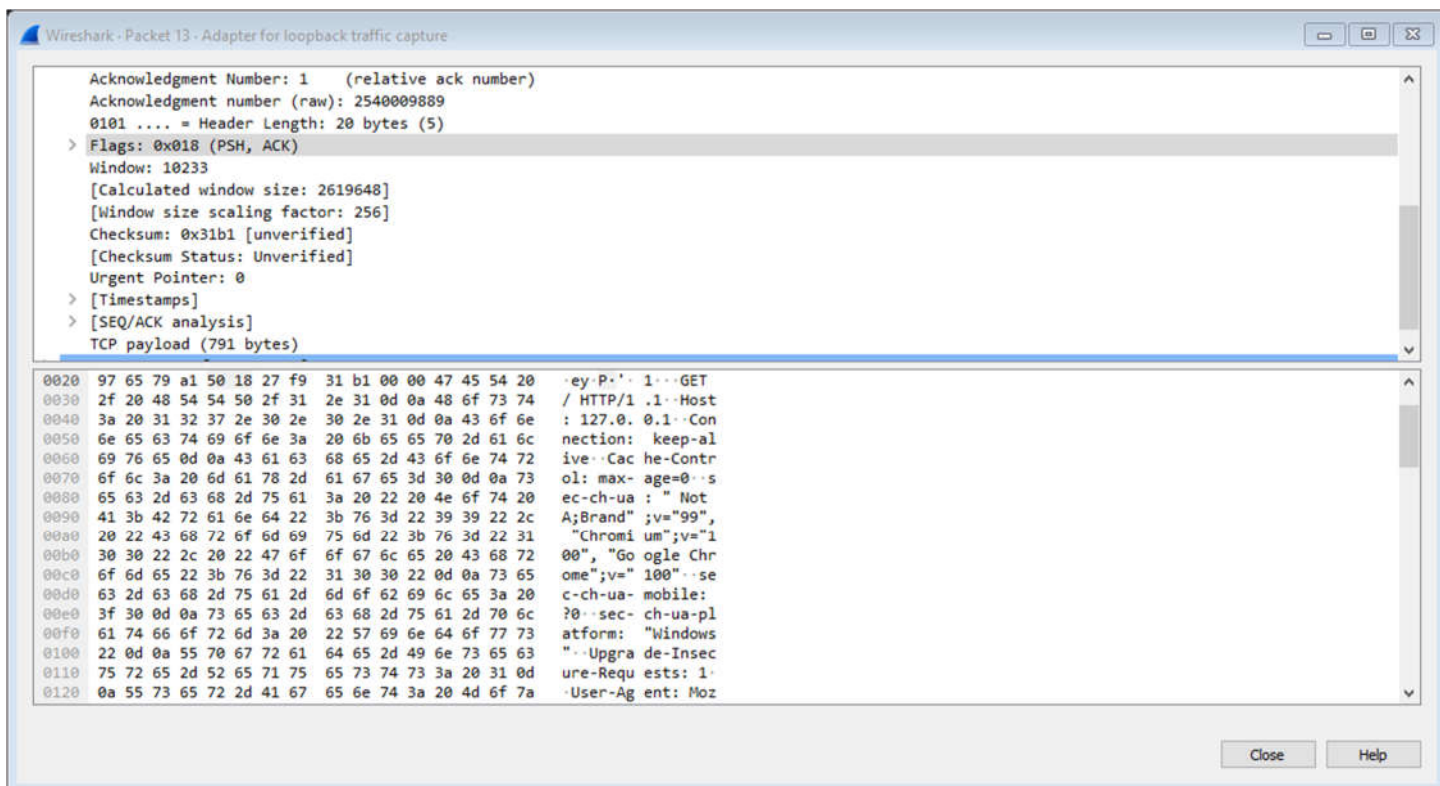 Wireshark · Packet 13 · Adapter for loopback traffic capture
Acknowledgment Number: 1    (relative ack number)
Acknowledgment number (raw): 2540009889
0101 .... = Header Length: 20 bytes (5)
> Flags: 0x018 (PSH, ACK)
Window: 10233
[Calculated window size: 2619648]
[Window size scaling factor: 256]
Checksum: 0x31b1 [unverified]
[Checksum Status: Unverified]
Urgent Pointer: 0
> [Timestamps]
> [SEQ/ACK analysis]
TCP payload (791 bytes)
0020  97 65 79 a1 50 18 27 f9  31 b1 00 00 47 45 54 20   ·ey·P·'· 1···GET
0030  2f 20 48 54 54 50 2f 31  2e 31 0d 0a 48 6f 73 74   / HTTP/1 .1··Host
0040  3a 20 31 32 37 2e 30 2e  30 2e 31 0d 0a 43 6f 6e   : 127.0. 0.1··Con
0050  6e 65 63 74 69 6f 6e 3a  20 6b 65 65 70 2d 61 6c   nection:  keep-al
0060  69 76 65 0d 0a 43 61 63  68 65 2d 43 6f 6e 74 72   ive··Cac he-Contr
0070  6f 6c 3a 20 6d 61 78 2d  61 67 65 3d 30 0d 0a 73   ol: max- age=0··s
0080  65 63 2d 63 68 2d 75 61  3a 20 22 20 4e 6f 74 20   ec-ch-ua : " Not
0090  41 3b 42 72 61 6e 64 22  3b 76 3d 22 39 39 22 2c   A;Brand" ;v="99",
00a0  20 22 43 68 72 6f 6d 69  75 6d 22 3b 76 3d 22 31    "Chromi um";v="1
00b0  30 30 22 2c 20 22 47 6f  6f 67 6c 65 20 43 68 72   00", "Go ogle Chr
00c0  6f 6d 65 22 3b 76 3d 22  31 30 30 22 0d 0a 73 65   ome";v=" 100"··se
00d0  63 2d 63 68 2d 75 61 2d  6d 6f 62 69 6c 65 3a 20   c-ch-ua- mobile:
00e0  3f 30 0d 0a 73 65 63 2d  63 68 2d 75 61 2d 70 6c   ?0··sec- ch-ua-pl
00f0  61 74 66 6f 72 6d 3a 20  22 57 69 6e 64 6f 77 73   atform:  "Windows
0100  22 0d 0a 55 70 67 72 61  64 65 2d 49 6e 73 65 63   "··Upgra de-Insec
0110  75 72 65 2d 52 65 71 75  65 73 74 73 3a 20 31 0d   ure-Requ ests: 1·
0120  0a 55 73 65 72 2d 41 67  65 6e 74 3a 20 4d 6f 7a   ·User-Ag ent: Moz
Close   Help